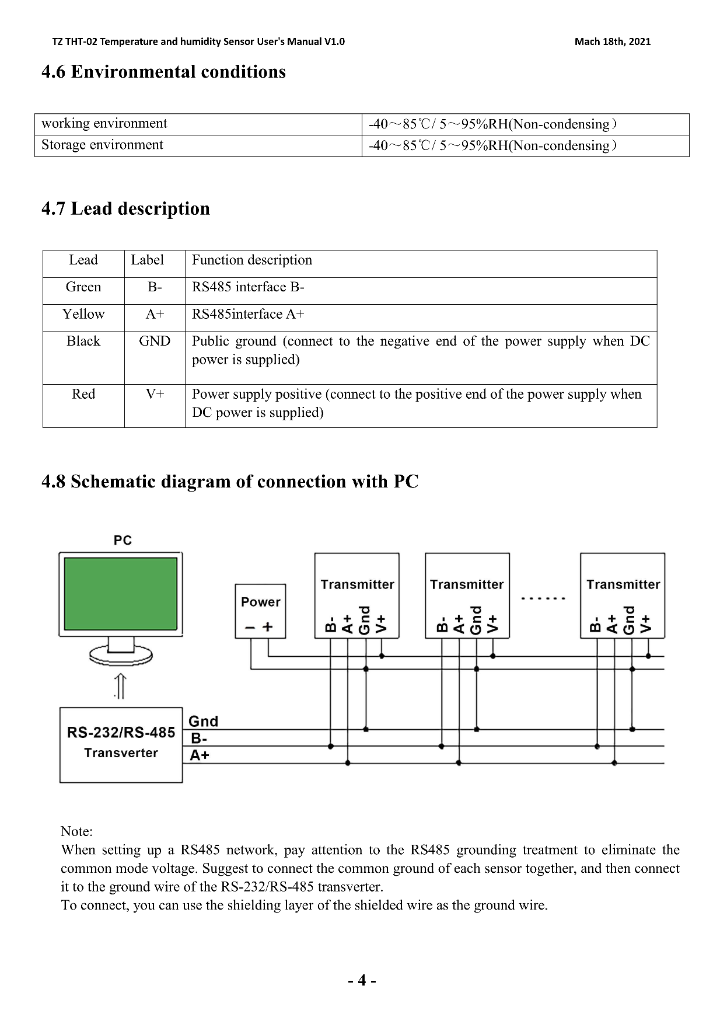 TZ THT-02 Temperature and humidity Sensor User's Manual V1.0 Mach 18th, 2021
4.6 Environmental conditions
working environment -40～85℃/ 5～95%RH(Non-condensing）
Storage environment -40～85℃/ 5～95%RH(Non-condensing）
4.7 Lead description
Lead Label Function description
Green B- RS485 interface B-
Yellow A+ RS485interface A+
Black GND Public ground (connect to the negative end of the power supply when DC
power is supplied)
Red V+ Power supply positive (connect to the positive end of the power supply when
DC power is supplied)
4.8 Schematic diagram of connection with PC
PC
Power
- +
Transmitter
B- A+ Gnd V+
Transmitter
B- A+ Gnd V+
......
Transmitter
B- A+ Gnd V+
RS-232/RS-485
Transverter
Gnd
B-
A+
Note:
When setting up a RS485 network, pay attention to the RS485 grounding treatment to eliminate the
common mode voltage. Suggest to connect the common ground of each sensor together, and then connect
it to the ground wire of the RS-232/RS-485 transverter.
To connect, you can use the shielding layer of the shielded wire as the ground wire.
- 4 -